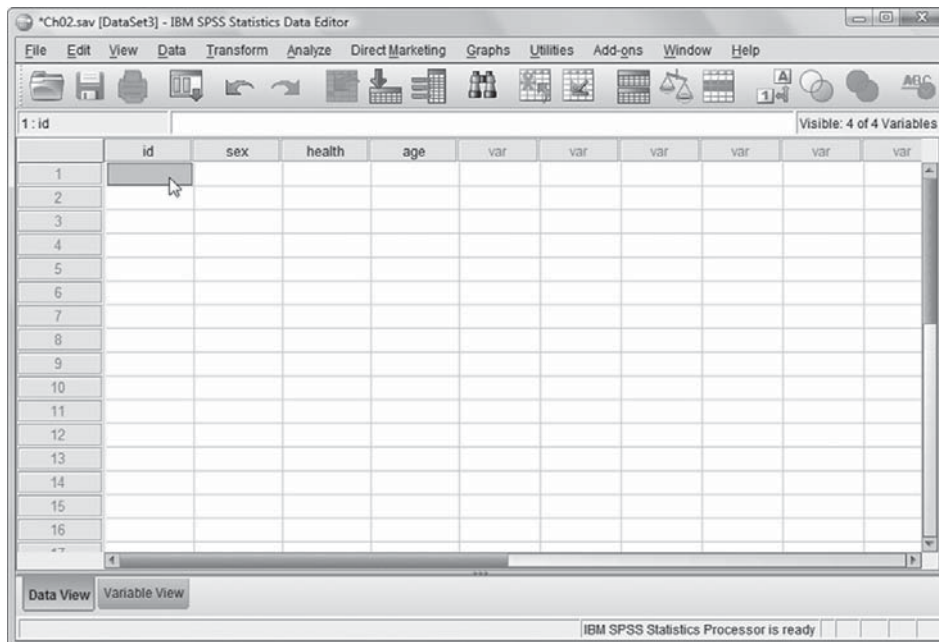 *Ch02.sav [DataSet3] - IBM SPSS Statistics Data Editor
File Edit View Data Transform Analyze Direct Marketing Graphs Utilities Add-ons Window Help
A
1
ABC
1 : id
Visible: 4 of 4 Variables
id sex health age var var var var var var
1
2
3
4
5
6
7
8
9
10
11
12
13
14
15
16
17
Data View Variable View
IBM SPSS Statistics Processor is ready